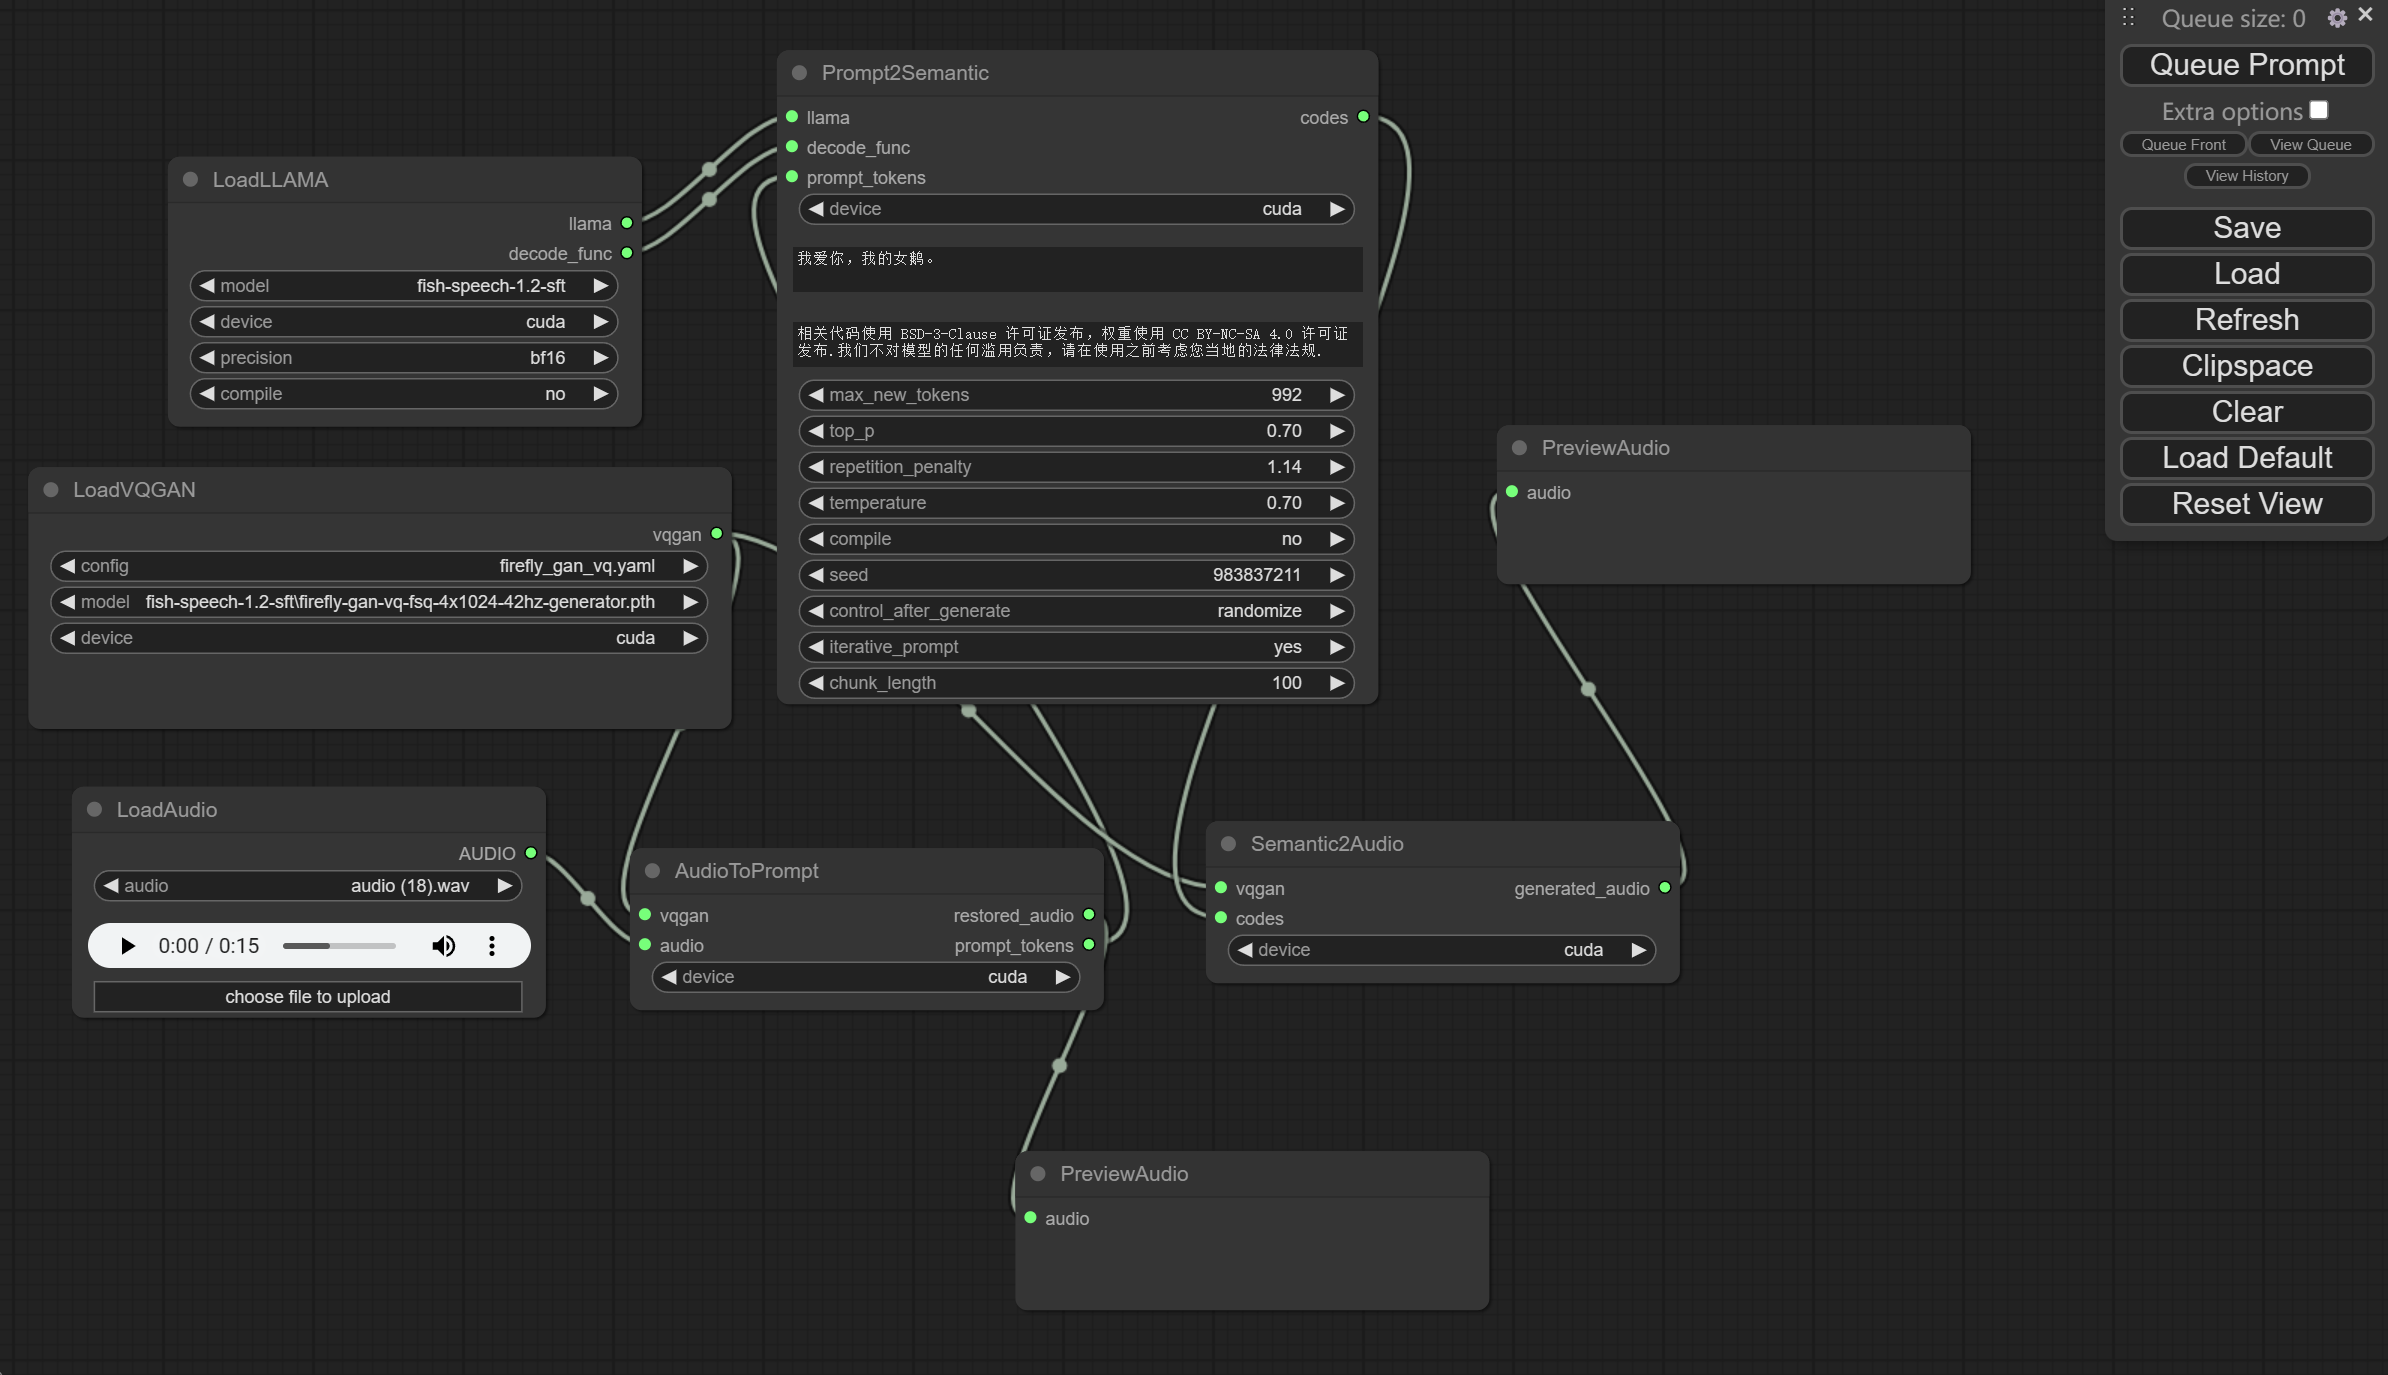 LoadLLAMA
llama
decode_func
model fish-speech-1.2-sft
device cuda
precision bf16
compile no
LoadVQGAN
vqgan
config firefly_gan_vq.yaml
model fish-speech-1.2-sft\firefly-gan-vq-fsq-4x1024-42hz-generator.pth
device cuda
LoadAudio
AUDIO
audio audio (18).wav
0:00 / 0:15
choose file to upload
Prompt2Semantic
llama codes
decode_func
prompt_tokens
device cuda
我爱你，我的女鹅。
相关代码使用 BSD-3-Clause 许可证发布，权重使用 CC BY-NC-SA 4.0 许可证
发布.我们不对模型的任何滥用负责，请在使用之前考虑您当地的法律法规.
max_new_tokens 992
top_p 0.70
repetition_penalty 1.14
temperature 0.70
compile no
seed 983837211
control_after_generate randomize
iterative_prompt yes
chunk_length 100
AudioToPrompt
vqgan restored_audio
audio prompt_tokens
device cuda
Semantic2Audio
vqgan generated_audio
codes
device cuda
PreviewAudio
audio
PreviewAudio
audio
Queue size: 0
Queue Prompt
Extra options
Queue Front View Queue
View History
Save
Load
Refresh
Clipspace
Clear
Load Default
Reset View